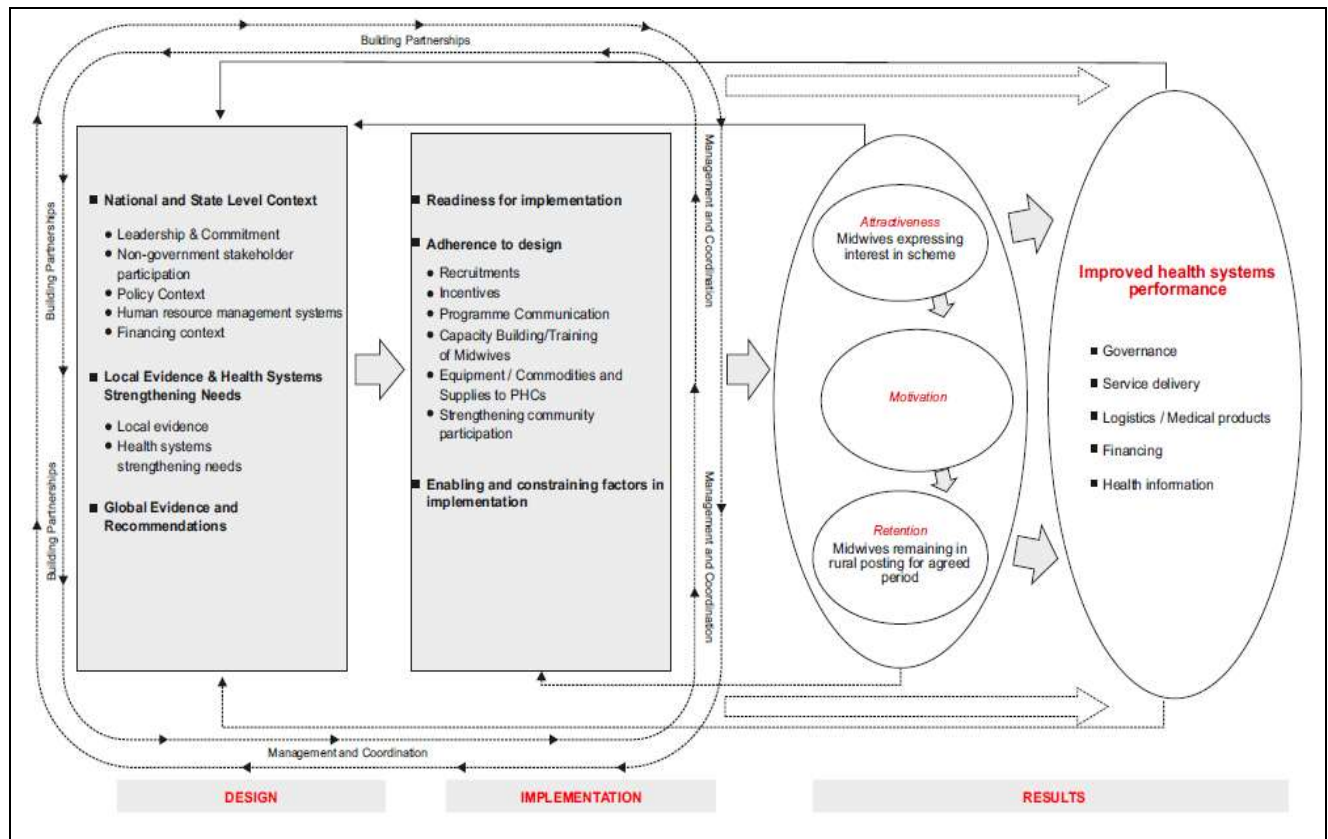 Building Partnerships
Building Partnerships
Building Partnerships
■ National and State Level Context
● Leadership & Commitment
● Non-government stakeholder
participation
● Policy Context
● Human resource management systems
● Financing context
■ Local Evidence & Health Systems
Strengthening Needs
● Local evidence
● Health systems
strengthening needs
■ Global Evidence and
Recommendations
■ Readiness for implementation
■ Adherence to design
● Recruitments
● Incentives
● Programme Communication
● Capacity Building/Training
of Midwives
● Equipment / Commodities and
Supplies to PHCs
● Strengthening community
participation
■ Enabling and constraining factors in
implementation
Management and Coordination
Management and Coordination
Management and Coordination
Attractiveness
Midwives expressing
interest in scheme
Motivation
Retention
Midwives remaining in
rural posting for agreed
period
Improved health systems
performance
■ Governance
■ Service delivery
■ Logistics / Medical products
■ Financing
■ Health information
DESIGN
IMPLEMENTATION
RESULTS